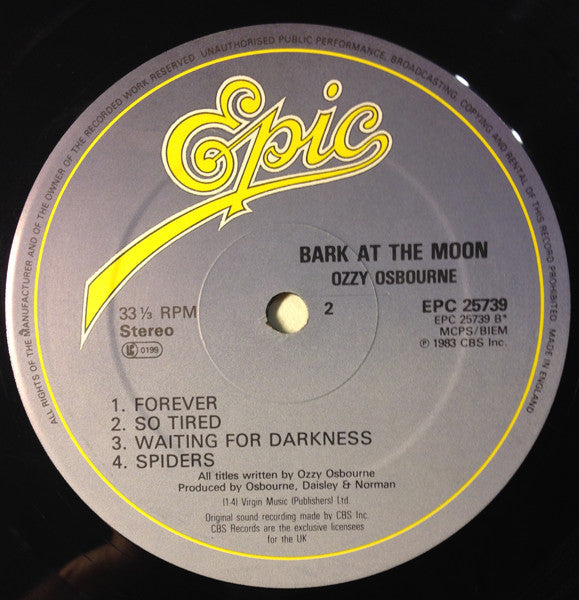 ALL RIGHTS OF THE MANUFACTURER AND OF THE OWNER OF THE RECORDED WORK RESERVED. UNAUTHORISED PUBLIC PERFORMANCE, BROADCASTING, COPYING AND RENTAL OF THIS RECORD PROHIBITED. MADE IN ENGLAND
Epic
BARK AT THE MOON
OZZY OSBOURNE
33 ⅓ RPM
Stereo
LC 0199
2
EPC 25739
EPC 25739 B*
MCPS/BIEM
℗ 1983 CBS Inc.
1. FOREVER
2. SO TIRED
3. WAITING FOR DARKNESS
4. SPIDERS
All titles written by Ozzy Osbourne
Produced by Osbourne, Daisley & Norman
(1-4) Virgin Music (Publishers) Ltd.
Original sound recording made by CBS Inc.
CBS Records are the exclusive licensees
for the UK